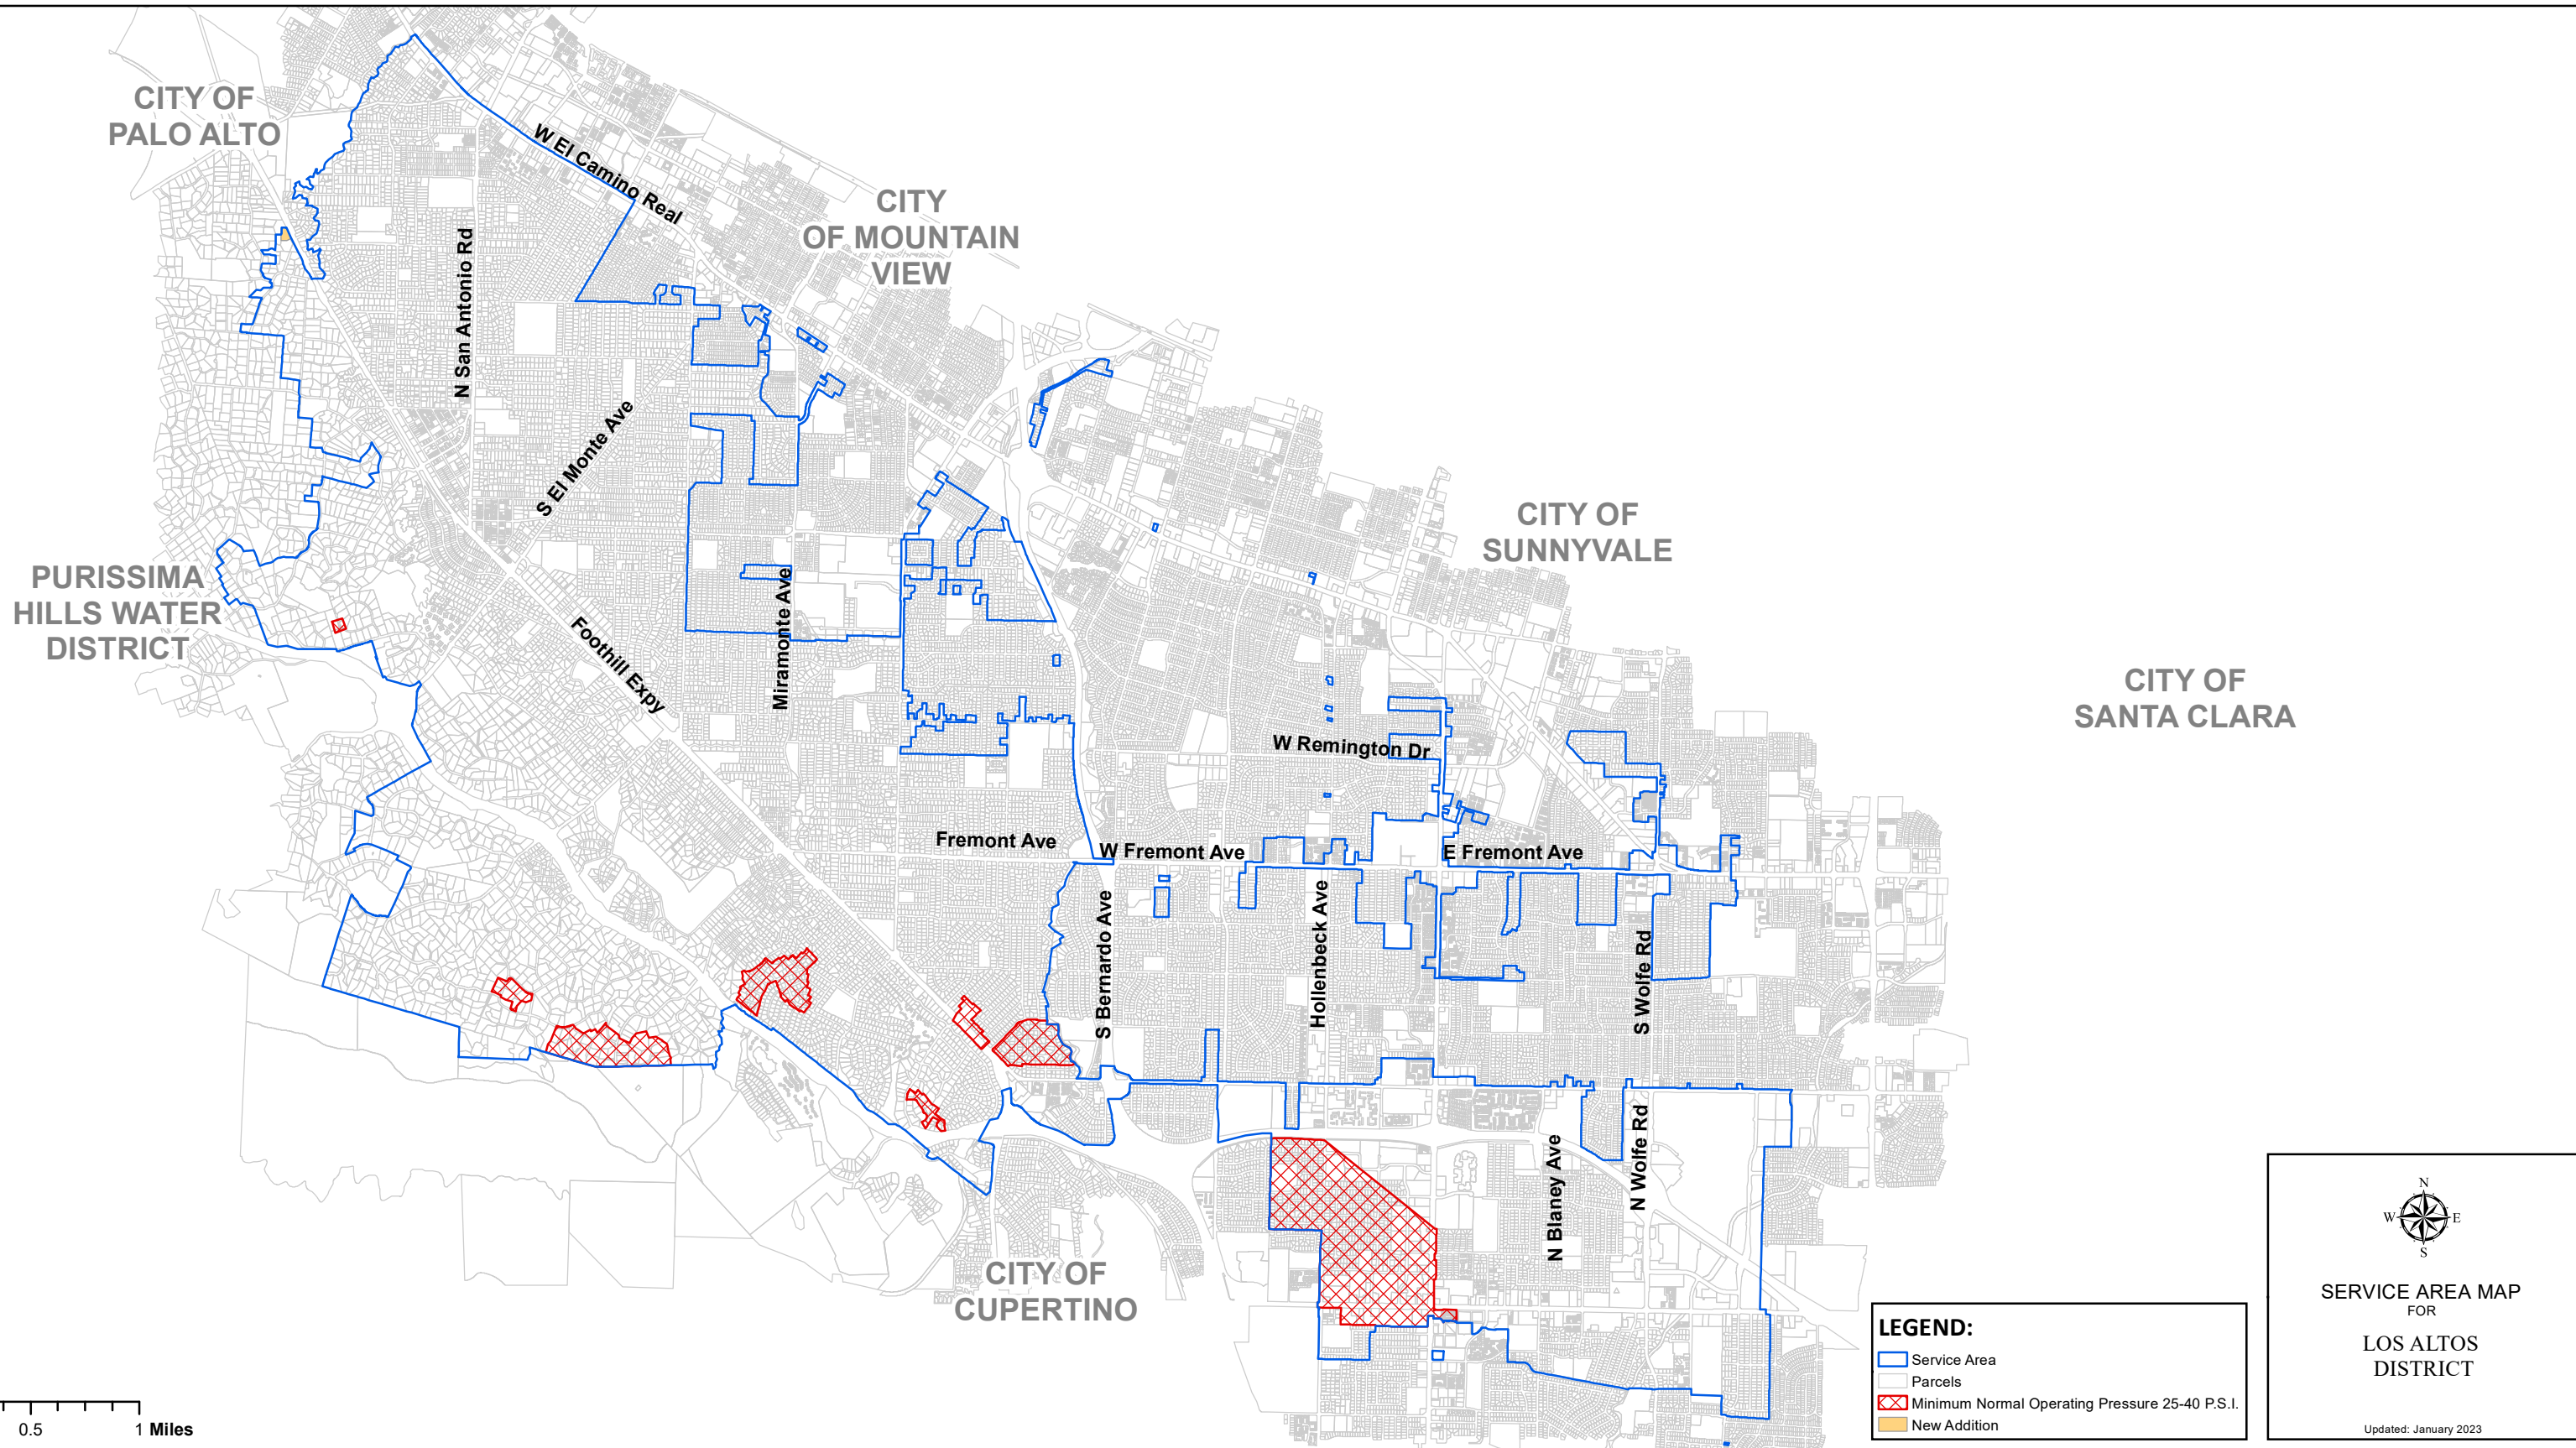 CITY OF
PALO ALTO
W El Camino Real
CITY
OF MOUNTAIN
VIEW
N San Antonio Rd
S El Monte Ave
CITY OF
SUNNYVALE
PURISSIMA
HILLS WATER
DISTRICT
Foothill Expy
Miramonte Ave
CITY OF
SANTA CLARA
W Remington Dr
Fremont Ave
W Fremont Ave
E Fremont Ave
S Bernardo Ave
Hollenbeck Ave
S Wolfe Rd
N Blaney Ave
N Wolfe Rd
CITY OF
CUPERTINO
0.5
1 Miles
LEGEND:
Service Area
Parcels
Minimum Normal Operating Pressure 25-40 P.S.I.
New Addition
N
W
E
S
SERVICE AREA MAP
FOR
LOS ALTOS
DISTRICT
Updated: January 2023